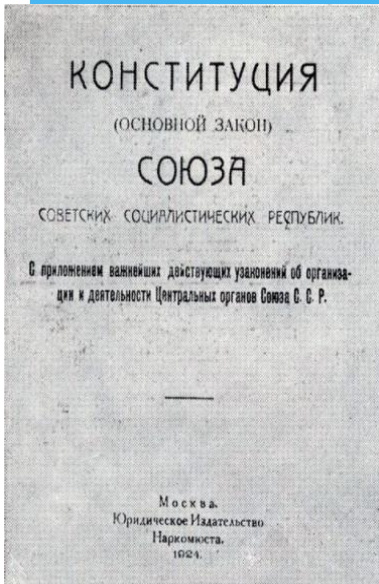 КОНСТИТУЦИЯ
(ОСНОВНОЙ ЗАКОН)
СОЮЗА
СОВЕТСКИХ СОЦИАЛИСТИЧЕСКИХ РЕСПУБЛИК.
С приложением важнейших действующих узаконений об организа-
ции и деятельности Центральных органов Союза С. С. Р.
Москва.
Юридическое Издательство
Наркомюста.
1924.